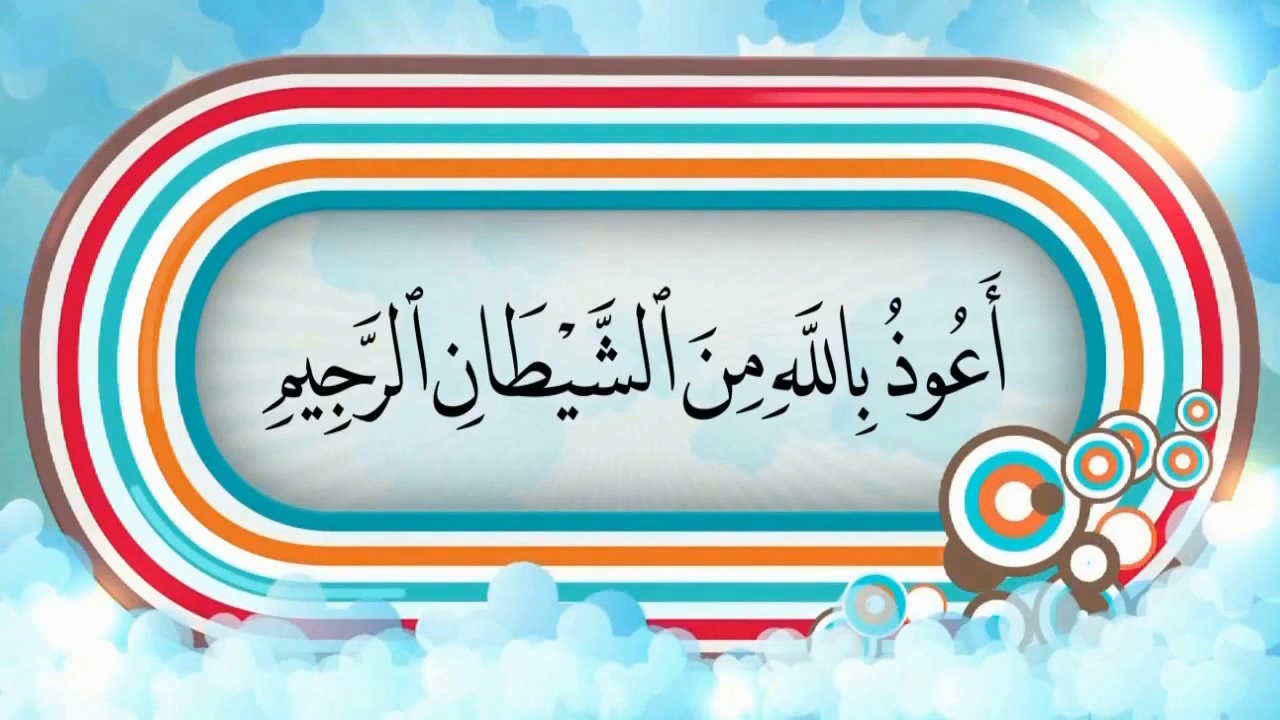 أَعُوذُ بِاللَّهِ مِنَ ٱلشَّيْطَانِ ٱلرَّجِيمِ